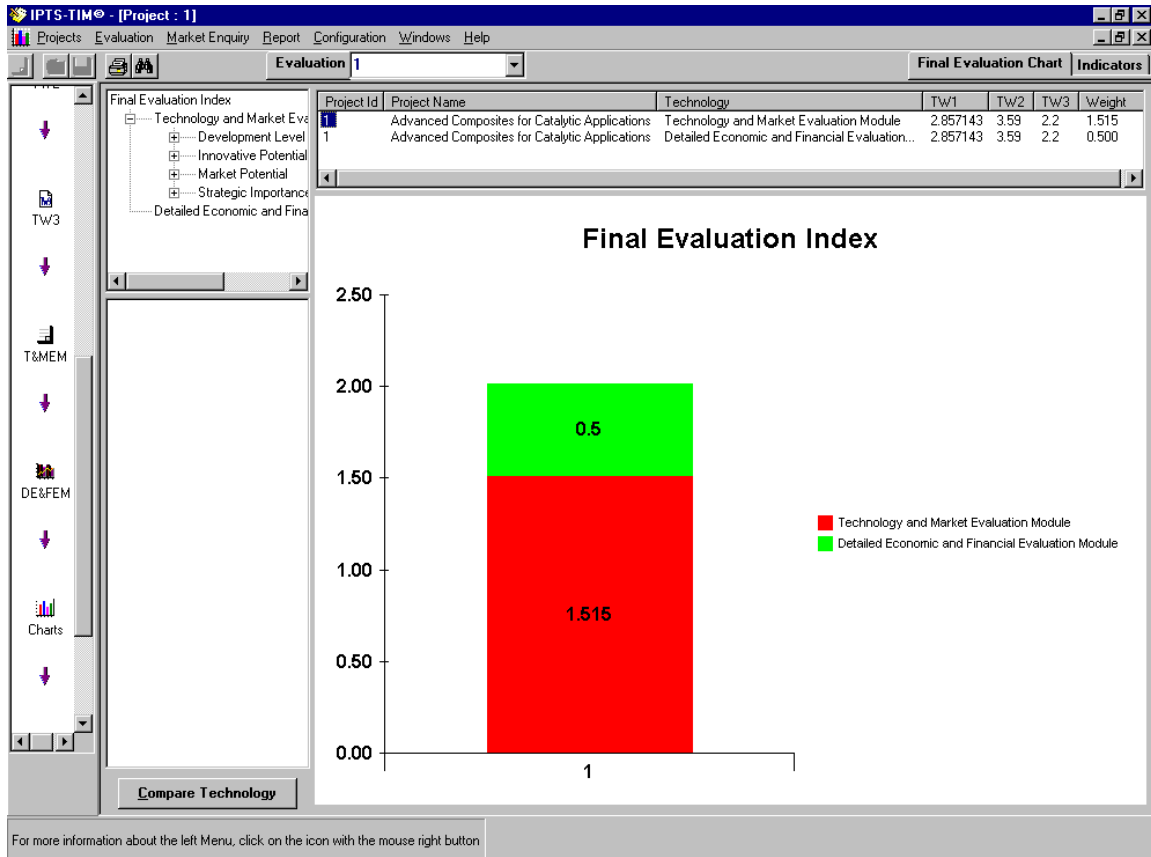 IPTS-TIM® - [Project : 1]
Projects Evaluation Market Enquiry Report Configuration Windows Help
Evaluation 1
Final Evaluation Chart Indicators
TW3
T&MEM
DE&FEM
Charts
Final Evaluation Index
Technology and Market Eva
Development Level
Innovative Potential
Market Potential
Strategic Importance
Detailed Economic and Fina
Compare Technology
Project Id Project Name Technology TW1 TW2 TW3 Weight
1 Advanced Composites for Catalytic Applications Technology and Market Evaluation Module 2.857143 3.59 2.2 1.515
1 Advanced Composites for Catalytic Applications Detailed Economic and Financial Evaluation... 2.857143 3.59 2.2 0.500
Final Evaluation Index
2.50
2.00
1.50
1.00
0.50
0.00
0.5
1.515
1
Technology and Market Evaluation Module
Detailed Economic and Financial Evaluation Module
For more information about the left Menu, click on the icon with the mouse right button